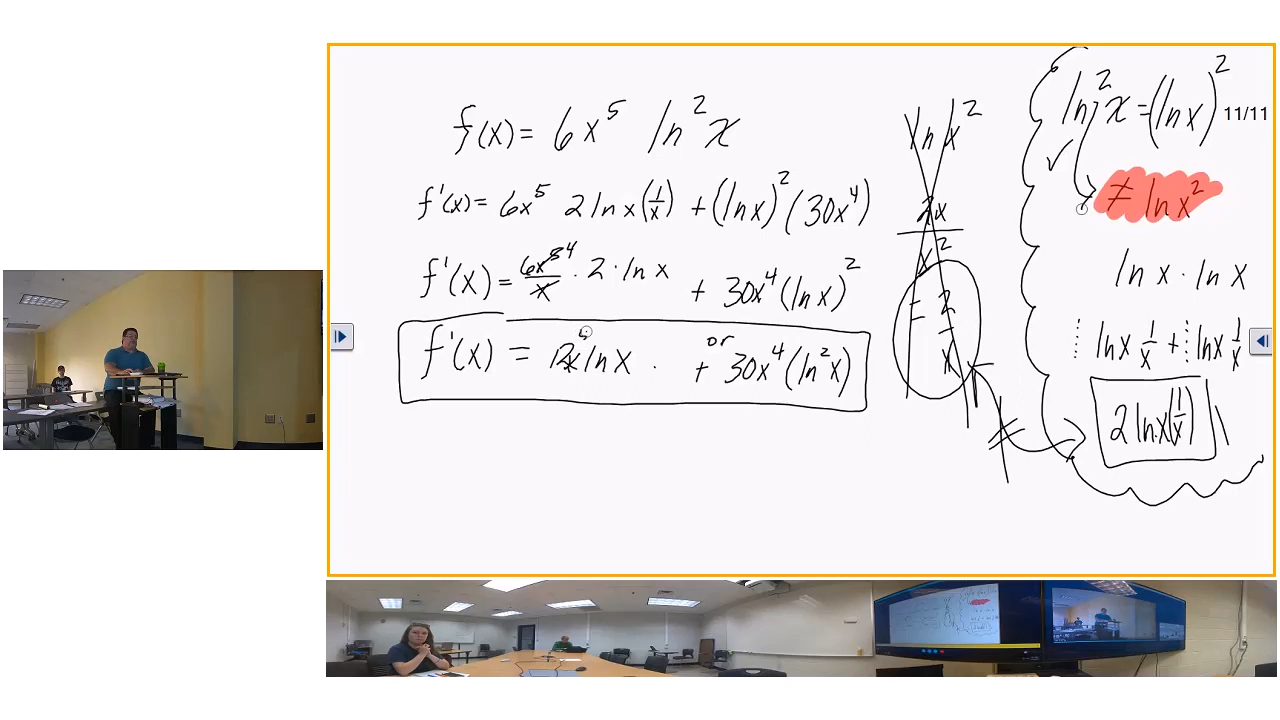 f(x) = 6x⁵ ln²x
f'(x) = 6x⁵ 2 ln x (1/x) + (ln x)² (30x⁴)
f'(x) = 6x⁵ ⁴/x · 2 · ln x + 30x⁴ (ln x)²
or
f'(x) = ln x · + 30x⁴ (ln²x)
ln x²
2x
x²
= 2/x
ln²x = (ln x)²
11/11
✓
≠ ln x²
ln x · ln x
ln x 1/x + ln x 1/x
2 ln x (1/x)
≠